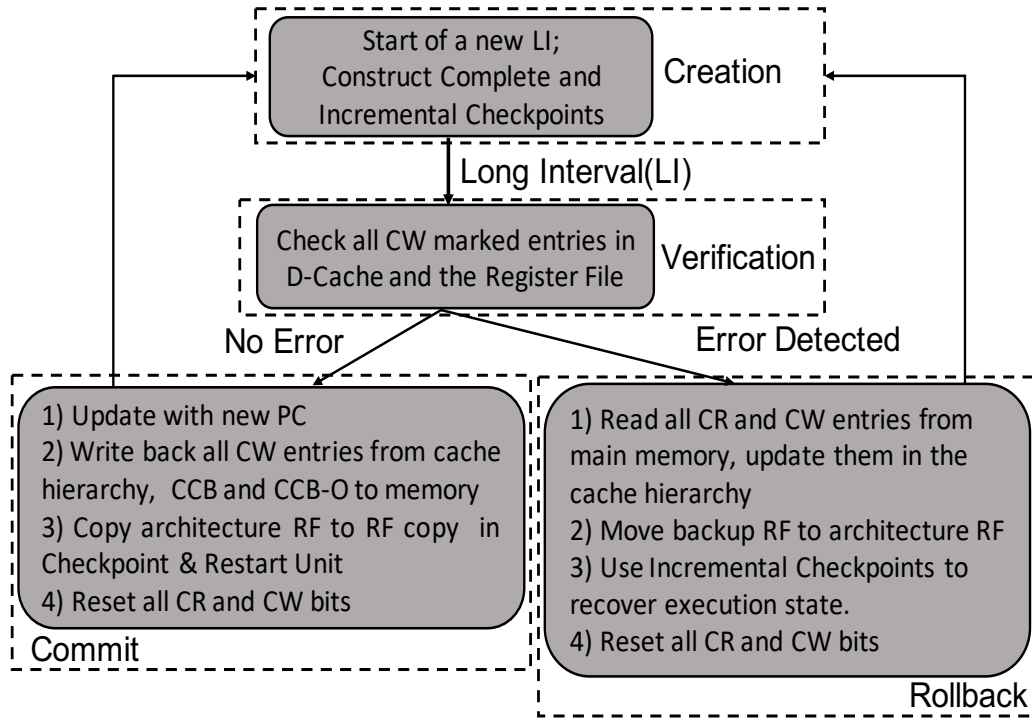 Start of a new LI;
Construct Complete and
Incremental Checkpoints
Creation
Long Interval(LI)
Check all CW marked entries in
D-Cache and the Register File
Verification
No Error
Error Detected
1) Update with new PC
2) Write back all CW entries from cache
hierarchy, CCB and CCB-O to memory
3) Copy architecture RF to RF copy in
Checkpoint & Restart Unit
4) Reset all CR and CW bits
Commit
1) Read all CR and CW entries from
main memory, update them in the
cache hierarchy
2) Move backup RF to architecture RF
3) Use Incremental Checkpoints to
recover execution state.
4) Reset all CR and CW bits
Rollback